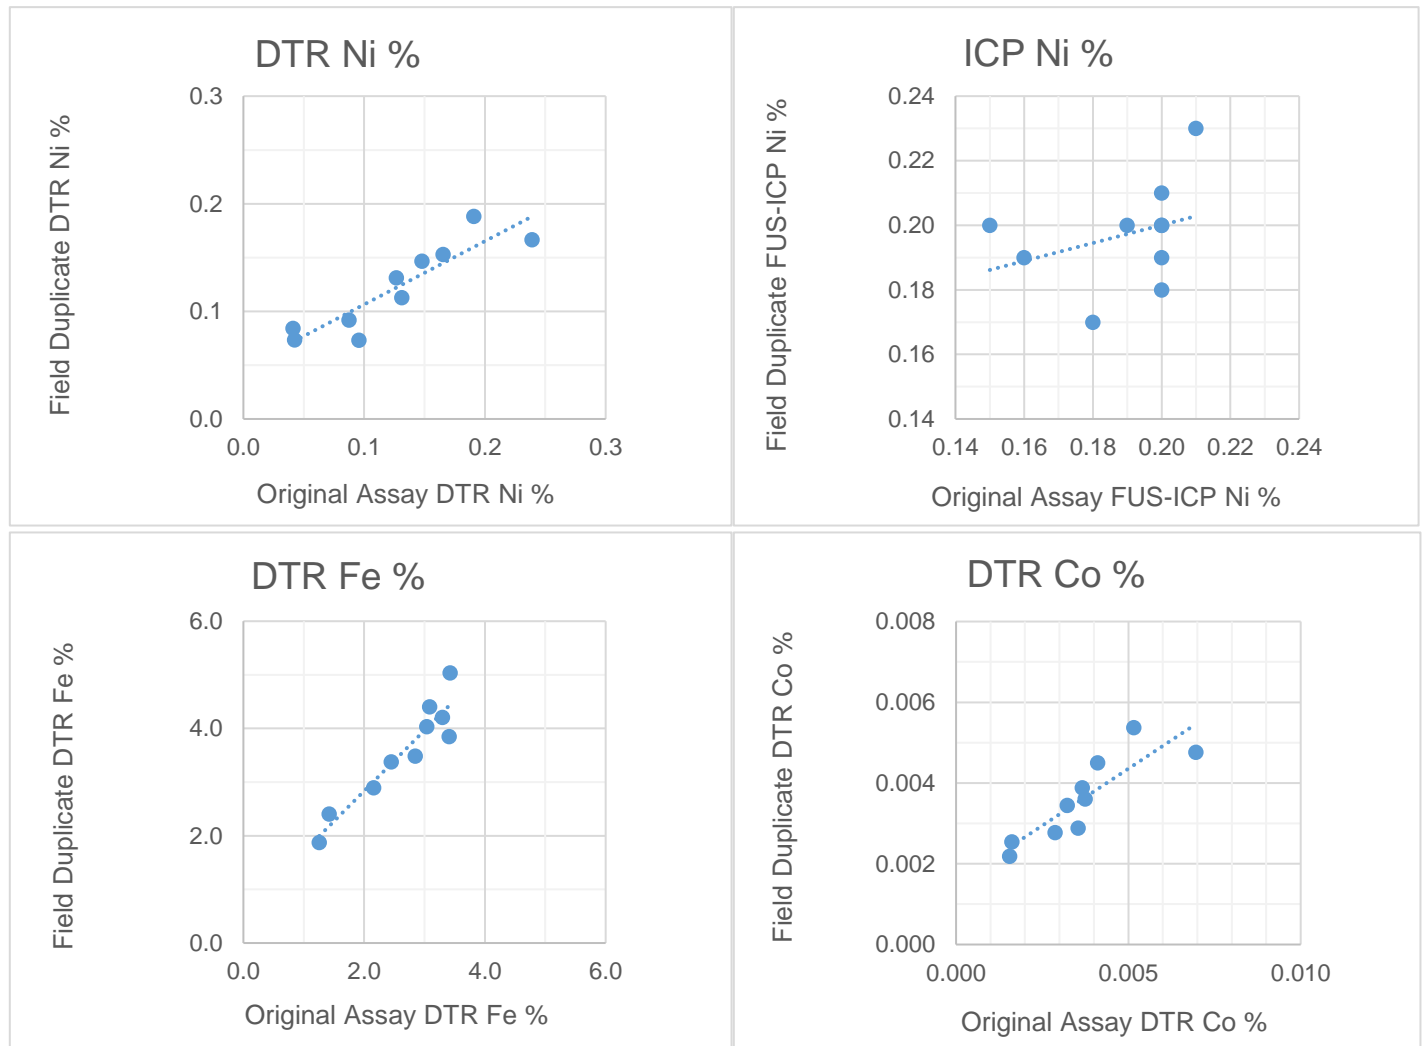 DTR Ni %
Field Duplicate DTR Ni %
0.3
0.2
0.1
0.0
0.0 0.1 0.2 0.3
Original Assay DTR Ni %
ICP Ni %
Field Duplicate FUS-ICP Ni %
0.24
0.22
0.20
0.18
0.16
0.14
0.14 0.16 0.18 0.20 0.22 0.24
Original Assay FUS-ICP Ni %
DTR Fe %
Field Duplicate DTR Fe %
6.0
4.0
2.0
0.0
0.0 2.0 4.0 6.0
Original Assay DTR Fe %
DTR Co %
Field Duplicate DTR Co %
0.008
0.006
0.004
0.002
0.000
0.000 0.005 0.010
Original Assay DTR Co %